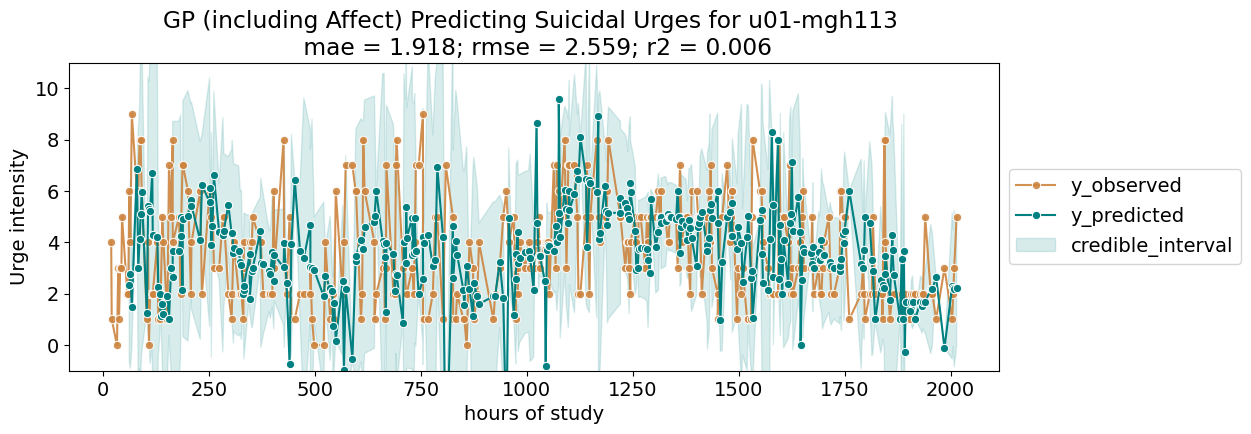 GP (including Affect) Predicting Suicidal Urges for u01-mgh113
mae = 1.918; rmse = 2.559; r2 = 0.006
Urge intensity
10
8
6
4
2
0
0 250 500 750 1000 1250 1500 1750 2000
hours of study
y_observed
y_predicted
credible_interval